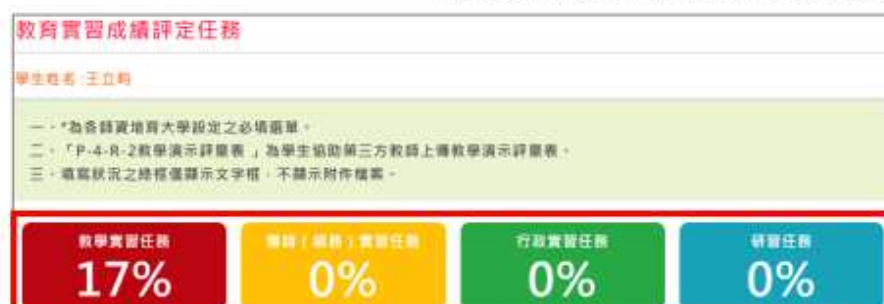 教育實習成績評定任務
學生姓名:王立
一、*為各師資培育大學設定之必填選單。
二、「P-4-R-2教學演示評量表 」為學生協助第三方教師上傳教學演示評量表。
三、填寫狀況之綠框僅顯示文字框,不顯示附件檔案。
教學實習任務
17%
導師(級務)實習任務
0%
行政實習任務
0%
研習任務
0%